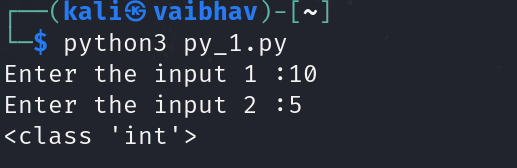 ┌──(kali㉿vaibhav)-[~]
└─$ python3 py_1.py
Enter the input 1 :10
Enter the input 2 :5
<class 'int'>